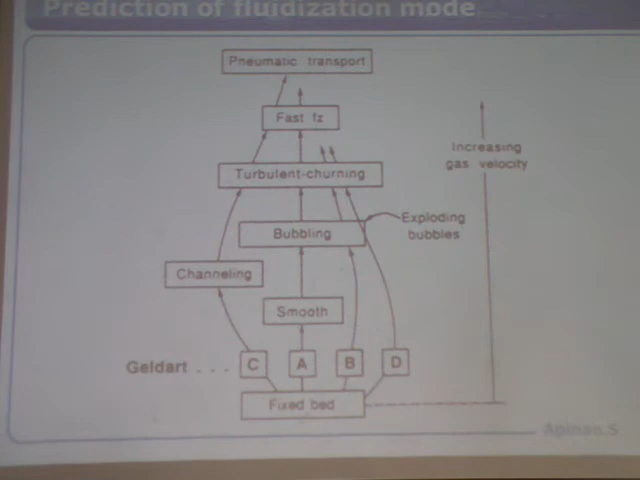 Prediction of fluidization mode
Pneumatic transport
Fast fz
Increasing
gas velocity
Turbulent-churning
Exploding
bubbles
Bubbling
Channeling
Smooth
Geldart . . . .
C
A
B
D
Fixed bed
Apinan.S